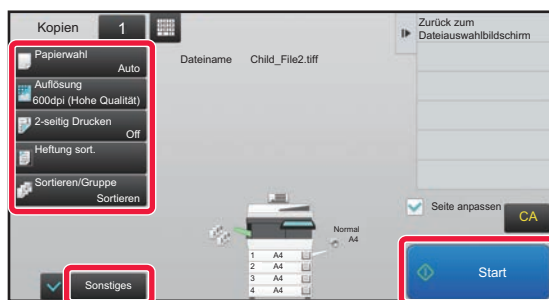 Kopien 1
Papierwahl
Auto
Auflösung
600dpi (Hohe Qualität)
2-seitig Drucken
Off
Heftung sort.
Sortieren/Gruppe
Sortieren
Sonstiges
Dateiname Child_File2.tiff
Normal
A4
1 A4
2 A4
3 A4
4 A4
Zurück zum
Dateiauswahlbildschirm
Seite anpassen
CA
Start